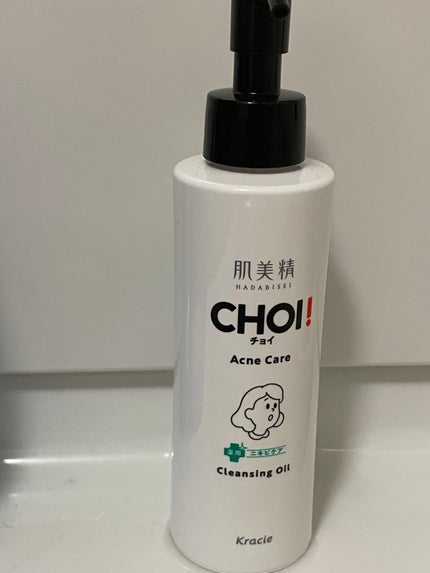 肌美精
HADABISEI
CHOI!
チョイ
Acne Care
薬用 ニキビケア
Cleansing Oil
Kracie